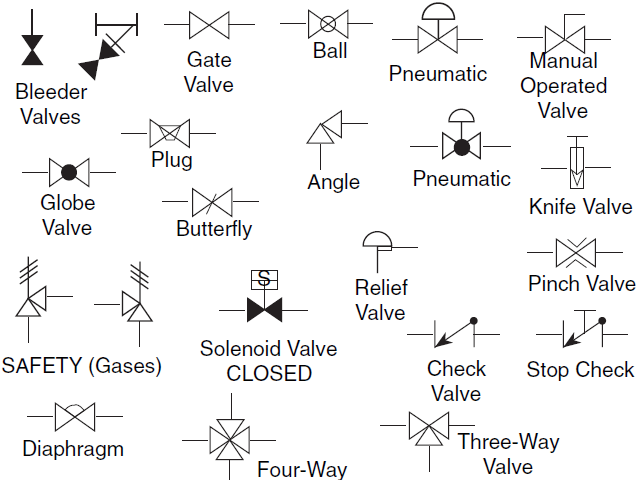 Bleeder
Valves
Gate
Valve
Ball
Pneumatic
Manual
Operated
Valve
Plug
Globe
Valve
Butterfly
Angle
Pneumatic
Knife Valve
SAFETY (Gases)
S
Solenoid Valve
CLOSED
Relief
Valve
Pinch Valve
Check
Valve
Stop Check
Diaphragm
Four-Way
Three-Way
Valve